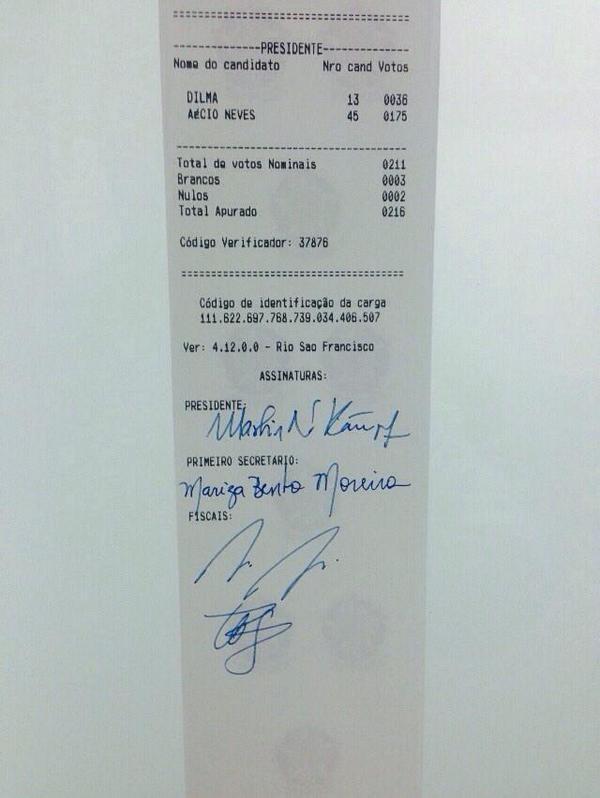 ==============================
-------------PRESIDENTE-------------
Nome do candidato Nro cand Votos
DILMA 13 0036
AéCIO NEVES 45 0175
------------------------------
Total de votos Nominais 0211
Brancos 0003
Nulos 0002
Total Apurado 0216
Código Verificador: 37876
==============================
Código de identificação da carga
111.622.697.768.739.034.406.507
Ver: 4.12.0.0 - Rio Sao Francisco
ASSINATURAS:
PRESIDENTE:
PRIMEIRO SECRETARIO:
Mariza Bento Moreira
FISCAIS: